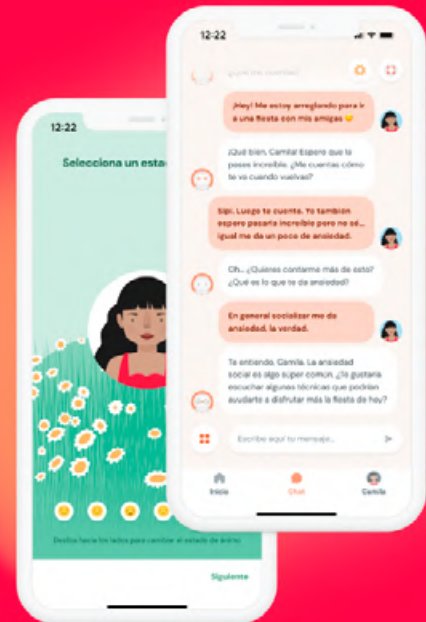 12:22
Selecciona un esta
Desliza hacia los lados para cambiar el estado de ánimo
Siguiente
12:22
¡Hey! Me estoy arreglando para ir
a una fiesta con mis amigas
¡Qué bien, Camila! Espero que lo
pases increíble. ¿Me cuentas cómo
te va cuando vuelvas?
Sipi. Luego te cuento. Yo también
espero pasarla increíble pero no sé...
igual me da un poco de ansiedad.
Oh... ¿Quieres contarme más de esto?
¿Qué es lo que te da ansiedad?
En general socializar me da
ansiedad, la verdad.
Te entiendo, Camila. La ansiedad
social es algo súper común. ¿Te gustaría
escuchar algunas técnicas que podrían
ayudarte a disfrutar más la fiesta de hoy?
Escribe aquí tu mensaje...
Inicio
Chat
Camila